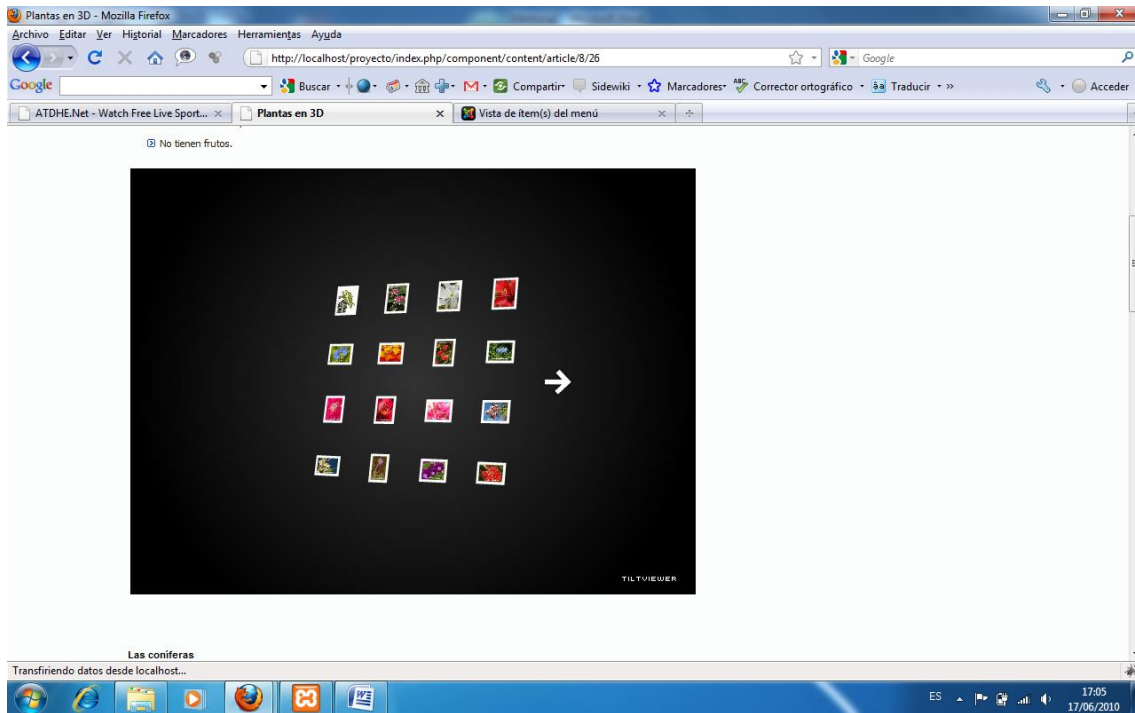 Plantas en 3D - Mozilla Firefox
Archivo Editar Ver Historial Marcadores Herramientas Ayuda
http://localhost/proyecto/index.php/component/content/article/8/26
Google
Google Buscar Compartir Sidewiki Marcadores Corrector ortográfico Traducir » Acceder
ATDHE.Net - Watch Free Live Sport... Plantas en 3D Vista de ítem(s) del menú
No tienen frutos.
TILTVIEWER
Las coníferas
Transfiriendo datos desde localhost...
ES 17:05
17/06/2010